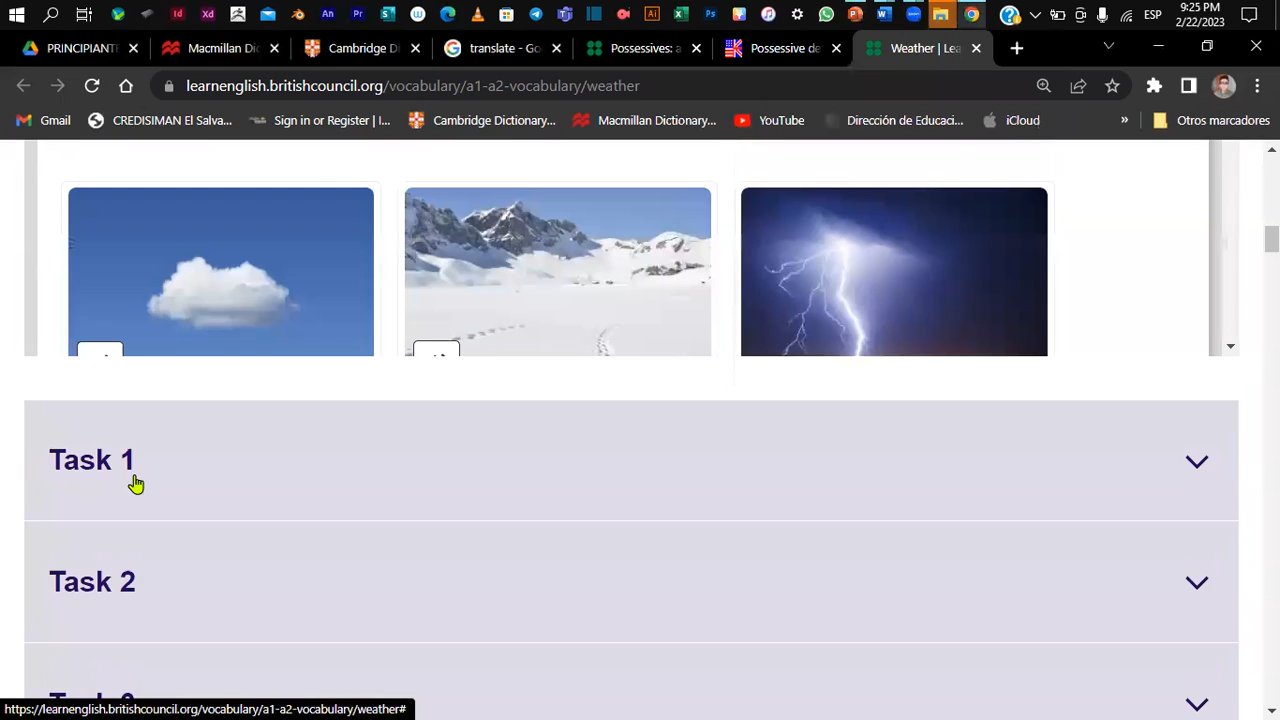 ESP
9:25 PM
2/22/2023
PRINCIPIANTE
Macmillan Dic
Cambridge Di
translate - Go
Possessives: a
Possessive de
Weather | Lea
learnenglish.britishcouncil.org/vocabulary/a1-a2-vocabulary/weather
Gmail
CREDISIMAN El Salva...
Sign in or Register | I...
Cambridge Dictionary...
Macmillan Dictionary...
YouTube
Dirección de Educaci...
iCloud
»
Otros marcadores
Task 1
Task 2
https://learnenglish.britishcouncil.org/vocabulary/a1-a2-vocabulary/weather#